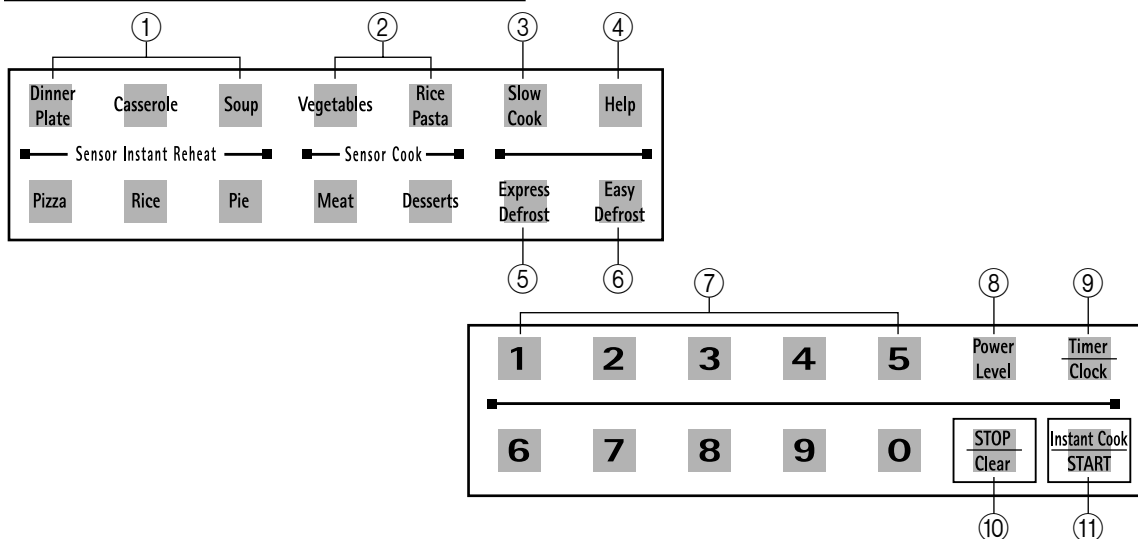 ① ② ③ ④
Dinner Plate Casserole Soup Vegetables Rice Pasta Slow Cook Help
Sensor Instant Reheat Sensor Cook
Pizza Rice Pie Meat Desserts Express Defrost Easy Defrost
⑤ ⑥
⑦ ⑧ ⑨
1 2 3 4 5 Power Level Timer Clock
6 7 8 9 0 STOP Clear Instant Cook START
⑩ ⑪